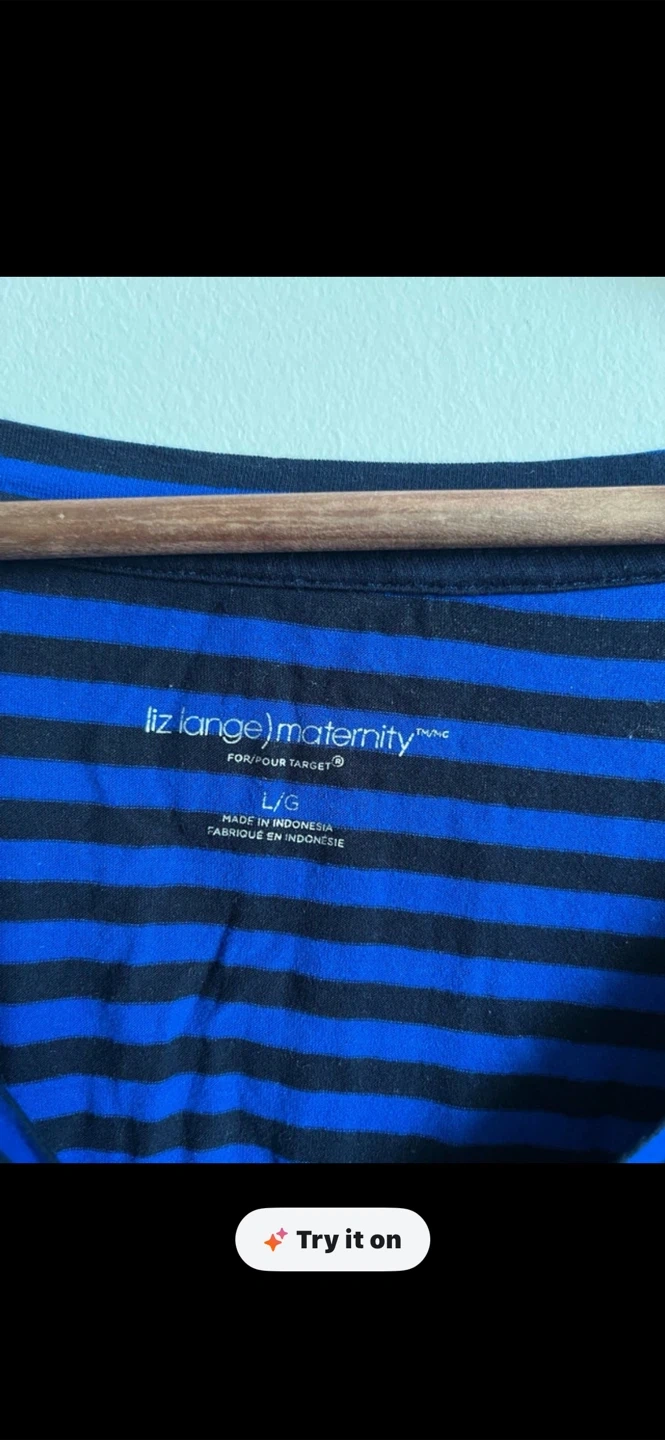 liz lange) maternity™/MC
FOR/POUR TARGET®
L/G
MADE IN INDONESIA
FABRIQUÉ EN INDONÉSIE
Try it on